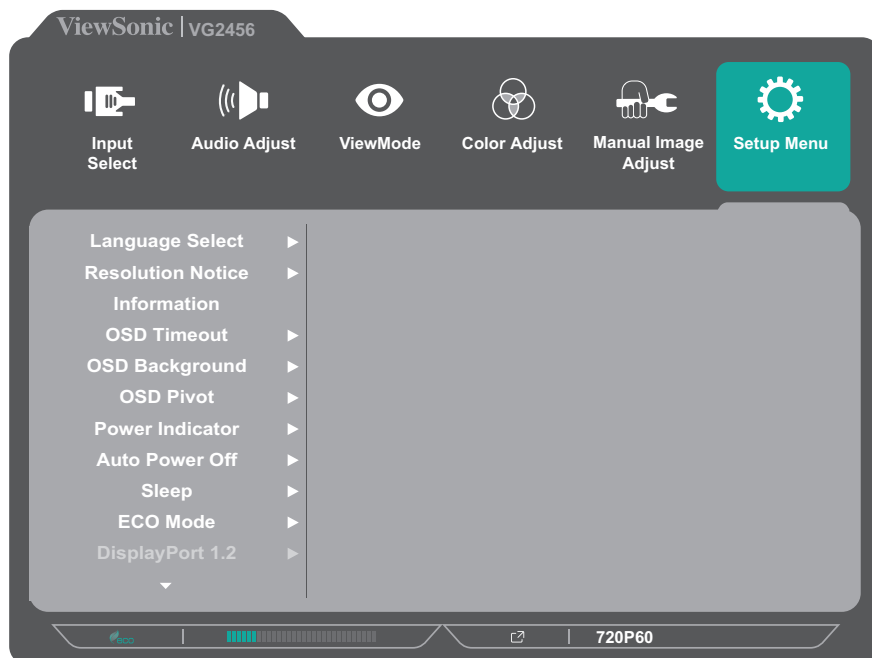 ViewSonic | VG2456
Input Select
Audio Adjust
ViewMode
Color Adjust
Manual Image Adjust
Setup Menu
Language Select
Resolution Notice
Information
OSD Timeout
OSD Background
OSD Pivot
Power Indicator
Auto Power Off
Sleep
ECO Mode
DisplayPort 1.2
eco
720P60